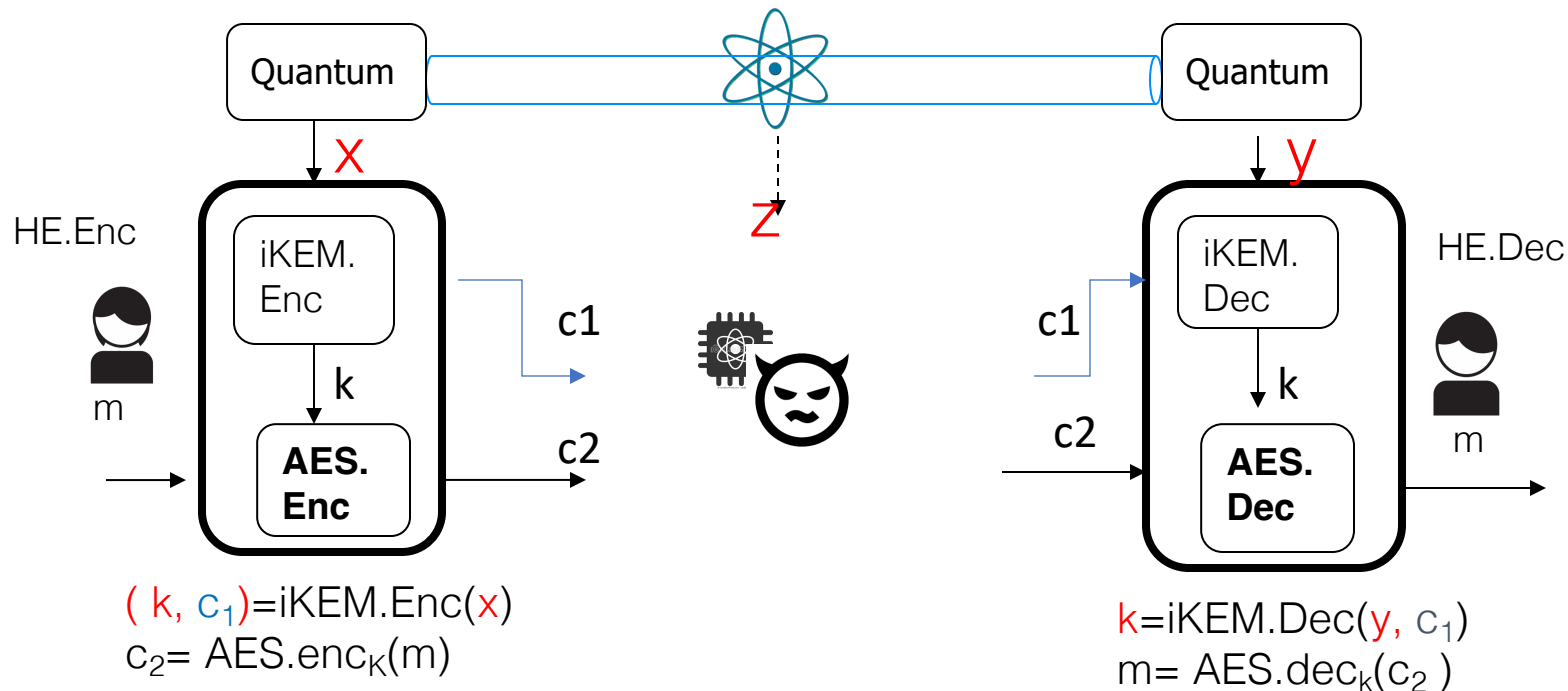 Quantum
Quantum
x
y
z
HE.Enc
HE.Dec
iKEM.
Enc
iKEM.
Dec
c1
c1
k
k
m
m
c2
c2
AES.
Enc
AES.
Dec
( k, c₁)=iKEM.Enc(x)
c₂= AES.encK(m)
k=iKEM.Dec(y, c₁)
m= AES.deck(c₂ )